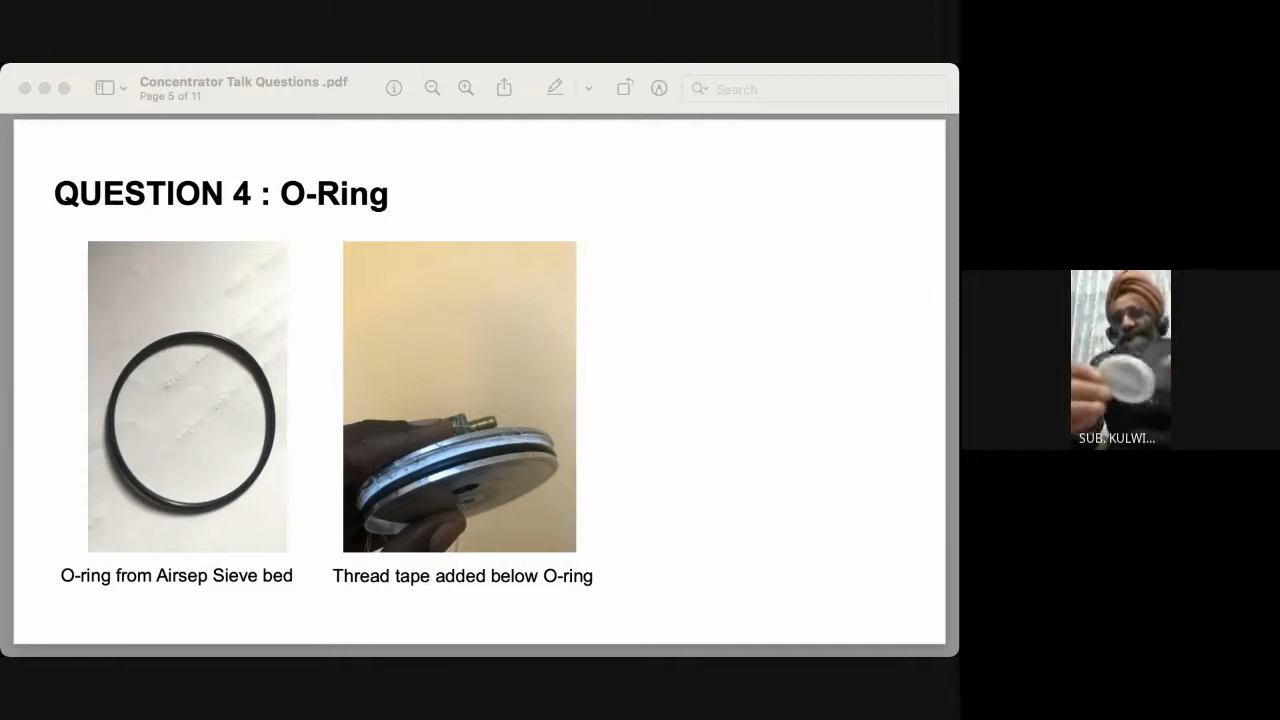 Concentrator Talk Questions .pdf
Page 5 of 11
Search
QUESTION 4 : O-Ring
O-ring from Airsep Sieve bed
Thread tape added below O-ring
SUB. KULWI...